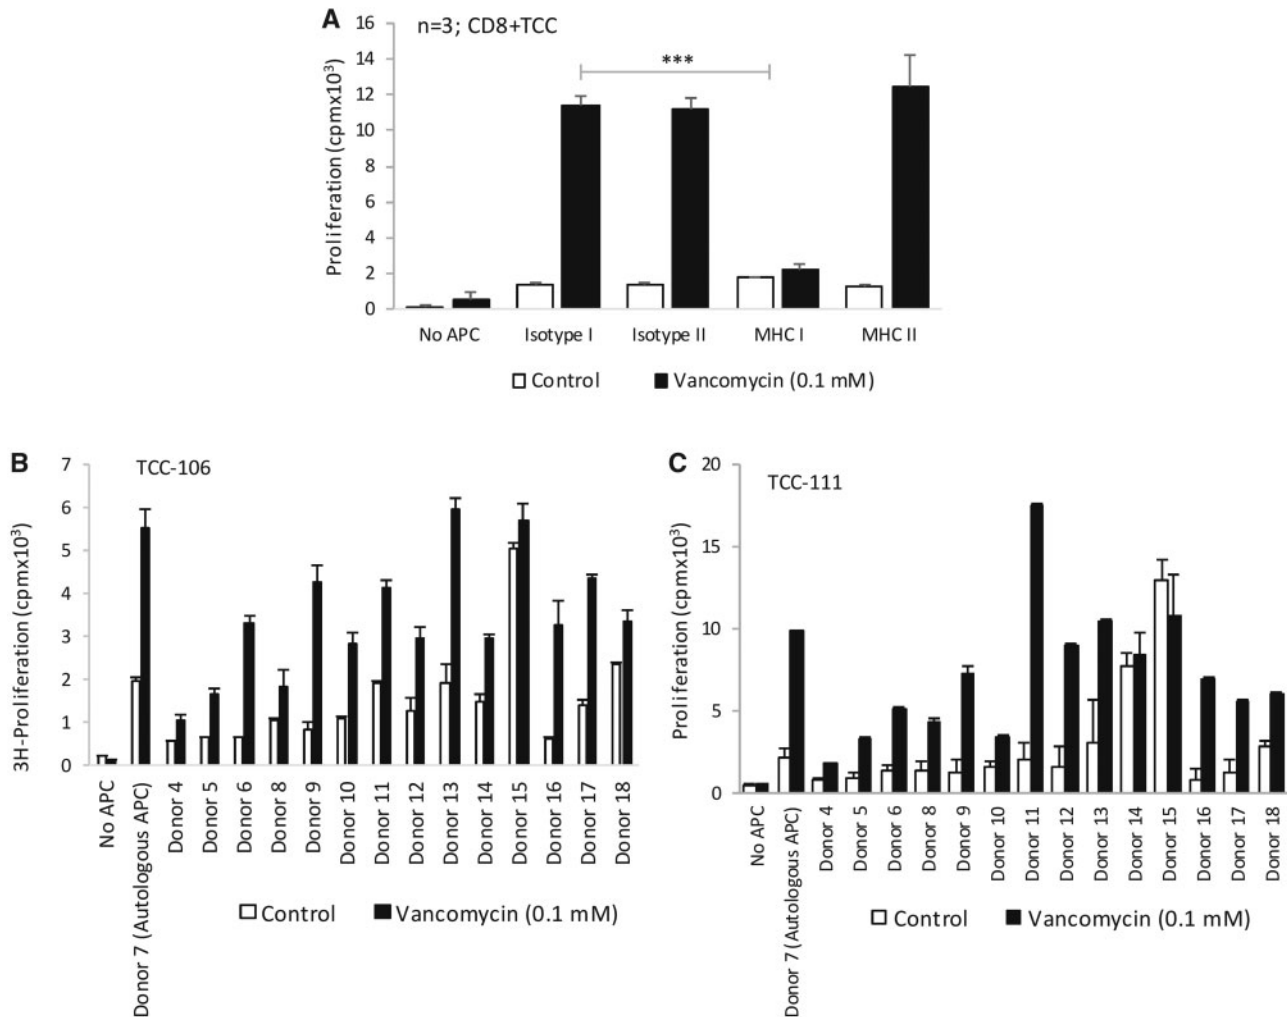 A
n=3; CD8+TCC
***
Proliferation (cpmx10³)
16
14
12
10
8
6
4
2
0
No APC Isotype I Isotype II MHC I MHC II
Control Vancomycin (0.1 mM)
B
TCC-106
3H-Proliferation (cpmx10³)
7
6
5
4
3
2
1
0
No APC
Donor 7 (Autologous APC)
Donor 4
Donor 5
Donor 6
Donor 8
Donor 9
Donor 10
Donor 11
Donor 12
Donor 13
Donor 14
Donor 15
Donor 16
Donor 17
Donor 18
Control Vancomycin (0.1 mM)
C
TCC-111
Proliferation (cpmx10³)
20
15
10
5
0
No APC
Donor 7 (Autologous APC)
Donor 4
Donor 5
Donor 6
Donor 8
Donor 9
Donor 10
Donor 11
Donor 12
Donor 13
Donor 14
Donor 15
Donor 16
Donor 17
Donor 18
Control Vancomycin (0.1 mM)